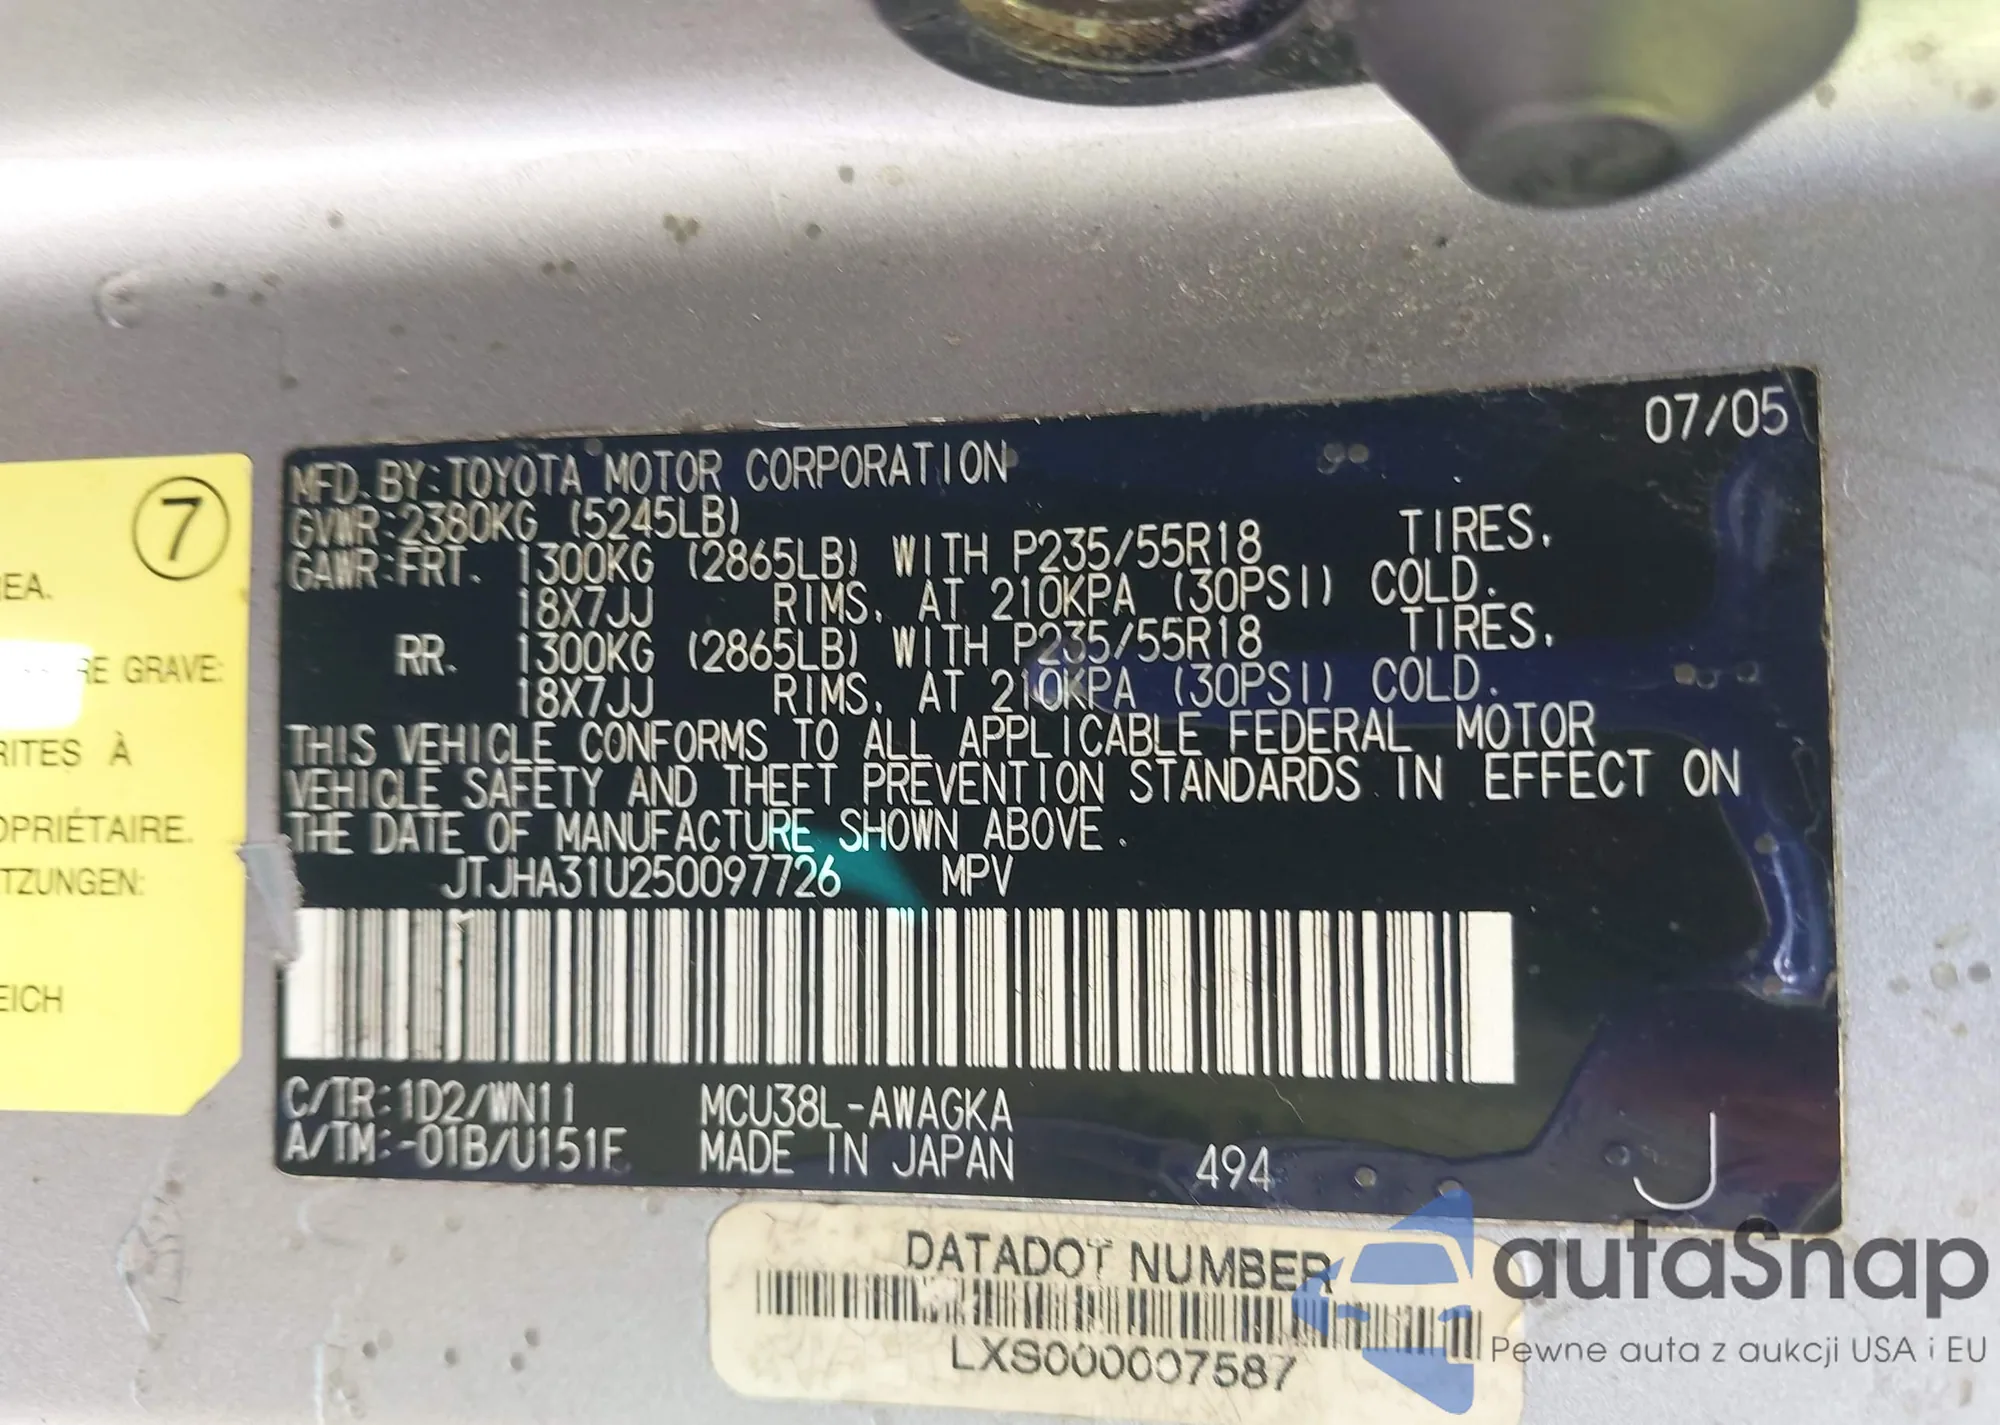 07/05
MFD. BY: TOYOTA MOTOR CORPORATION
GVWR: 2380KG (5245LB)
GAWR: FRT. 1300KG (2865LB) WITH P235/55R18 TIRES,
18X7JJ RIMS, AT 210KPA (30PSI) COLD.
RR. 1300KG (2865LB) WITH P235/55R18 TIRES,
18X7JJ RIMS, AT 210KPA (30PSI) COLD.
THIS VEHICLE CONFORMS TO ALL APPLICABLE FEDERAL MOTOR
VEHICLE SAFETY AND THEFT PREVENTION STANDARDS IN EFFECT ON
THE DATE OF MANUFACTURE SHOWN ABOVE.
JTJHA31U250097726 MPV
C/TR: 1D2/WN11 MCU38L-AWAGKA
A/TM: -01B/U151F MADE IN JAPAN 494 J
7
EA.
RE GRAVE:
RITES À
OPRIÉTAIRE.
TZUNGEN:
EICH
DATADOT NUMBER
LXS000007587
autaSnap
Pewne auta z aukcji USA i EU